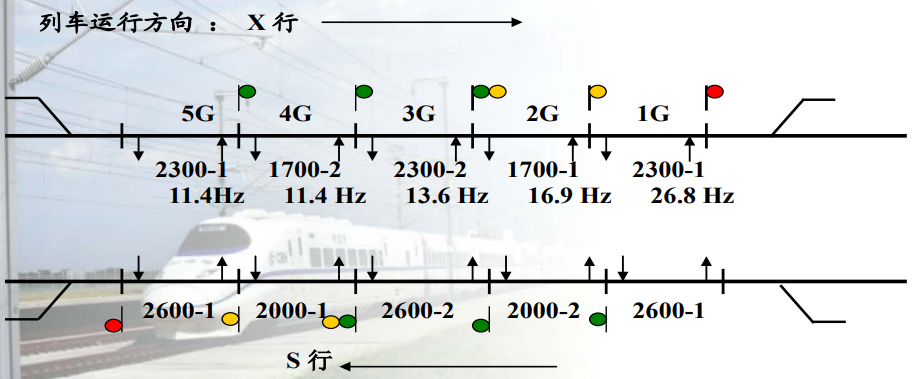 列车运行方向 ： X 行
5G 4G 3G 2G 1G
2300-1 1700-2 2300-2 1700-1 2300-1
11.4Hz 11.4 Hz 13.6 Hz 16.9 Hz 26.8 Hz
2600-1 2000-1 2600-2 2000-2 2600-1
S 行